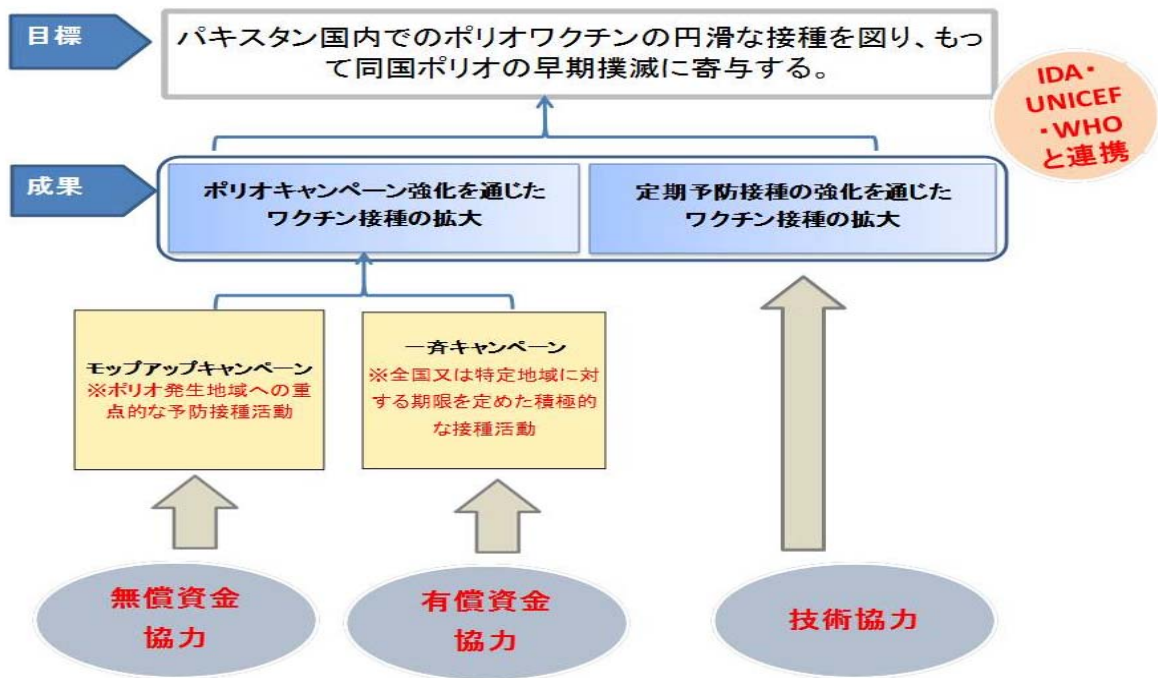 目標
パキスタン国内でのポリオワクチンの円滑な接種を図り、もっ
て同国ポリオの早期撲滅に寄与する。
IDA・
UNICEF
・WHO
と連携
成果
ポリオキャンペーン強化を通じた
ワクチン接種の拡大
定期予防接種の強化を通じた
ワクチン接種の拡大
モップアップキャンペーン
※ポリオ発生地域への重
点的な予防接種活動
一斉キャンペーン
※全国又は特定地域に対
する期限を定めた積極的
な接種活動
無償資金
協力
有償資金
協力
技術協力